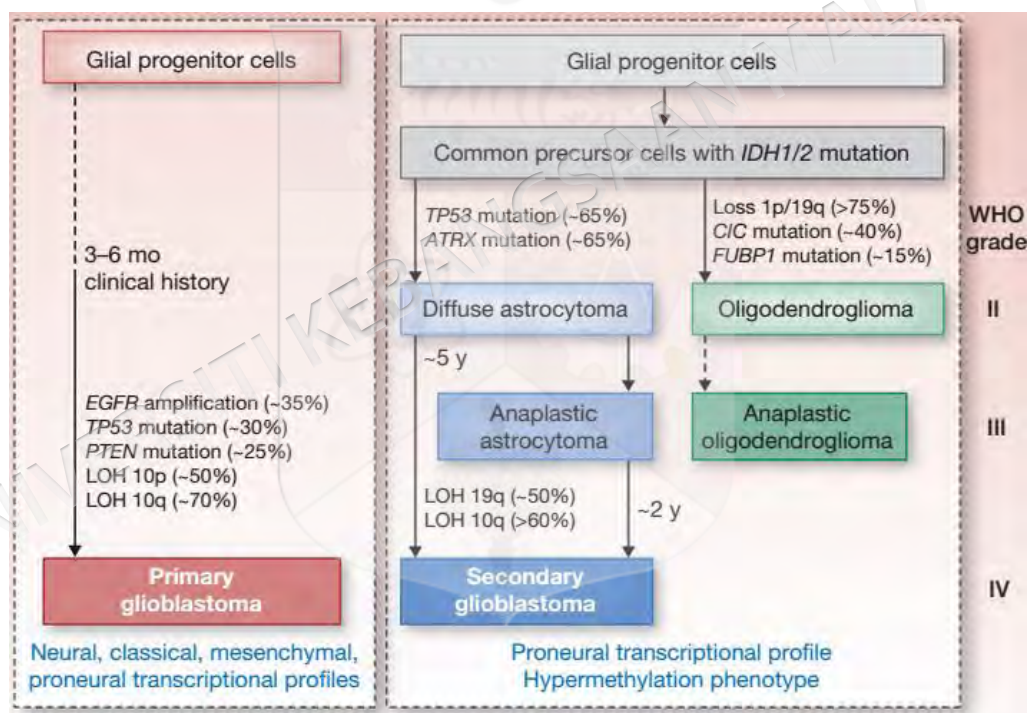 Glial progenitor cells
3–6 mo
clinical history
EGFR amplification (~35%)
TP53 mutation (~30%)
PTEN mutation (~25%)
LOH 10p (~50%)
LOH 10q (~70%)
Primary
glioblastoma
Neural, classical, mesenchymal,
proneural transcriptional profiles
Glial progenitor cells
Common precursor cells with IDH1/2 mutation
TP53 mutation (~65%)
ATRX mutation (~65%)
Loss 1p/19q (>75%)
CIC mutation (~40%)
FUBP1 mutation (~15%)
Diffuse astrocytoma
Oligodendroglioma
~5 y
Anaplastic
astrocytoma
Anaplastic
oligodendroglioma
LOH 19q (~50%)
LOH 10q (>60%)
~2 y
Secondary
glioblastoma
Proneural transcriptional profile
Hypermethylation phenotype
WHO
grade
II
III
IV
SITI KEBANGSAAN MALA